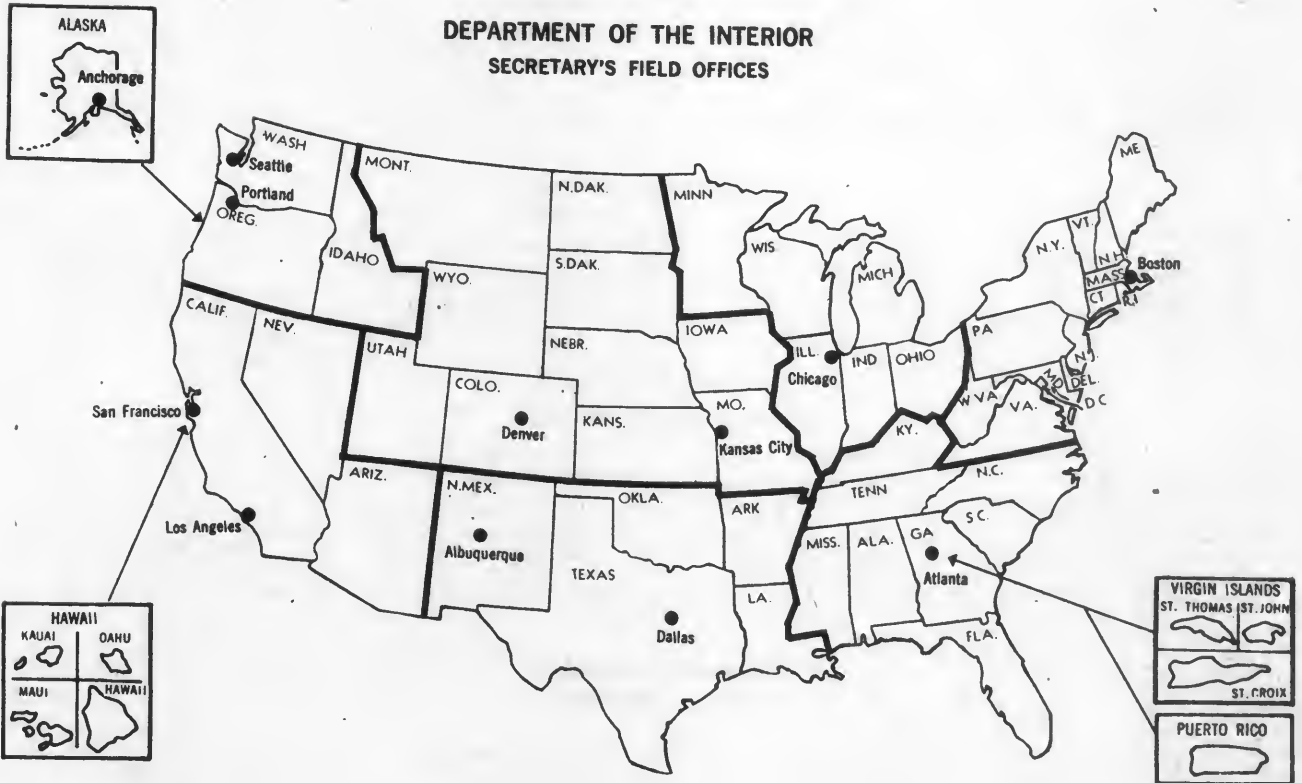 DEPARTMENT OF THE INTERIOR
SECRETARY'S FIELD OFFICES
ALASKA
Anchorage
WASH
Seattle
Portland
OREG.
IDAHO
MONT.
WYO.
N.DAK.
S.DAK.
NEBR.
MINN
WIS.
MICH
IOWA
ILL.
Chicago
IND
OHIO
ME
VT.
N.H.
N.Y.
MASS
Boston
CT
R.I
PA
N.J.
MD
DEL.
D C
W VA
VA.
KY.
CALIF.
NEV.
UTAH
COLO.
Denver
KANS.
MO.
Kansas City
San Francisco
Los Angeles
ARIZ.
N.MEX.
Albuquerque
OKLA.
TEXAS
Dallas
ARK
LA.
TENN
N.C.
S.C.
MISS.
ALA.
GA
Atlanta
FLA.
HAWAII
KAUAI
OAHU
MAUI
HAWAII
VIRGIN ISLANDS
ST. THOMAS
ST. JOHN
ST. CROIX
PUERTO RICO